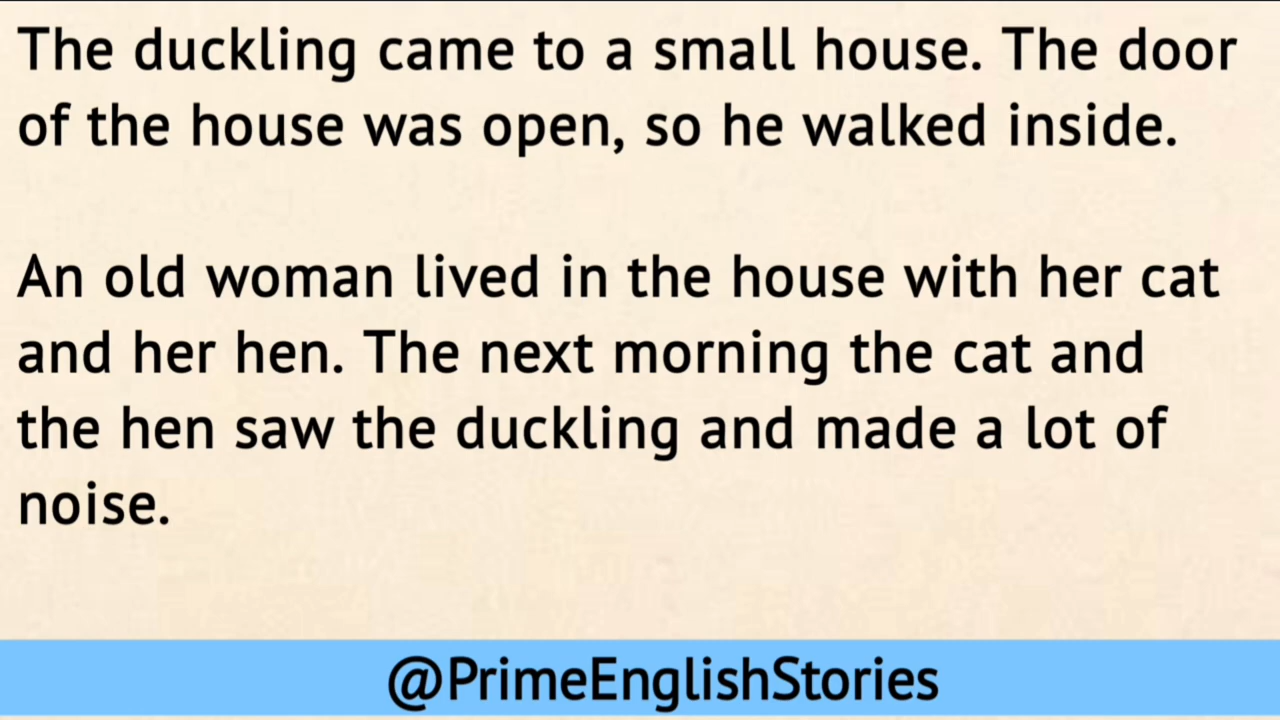 The duckling came to a small house. The door
of the house was open, so he walked inside.
An old woman lived in the house with her cat
and her hen. The next morning the cat and
the hen saw the duckling and made a lot of
noise.
@PrimeEnglishStories